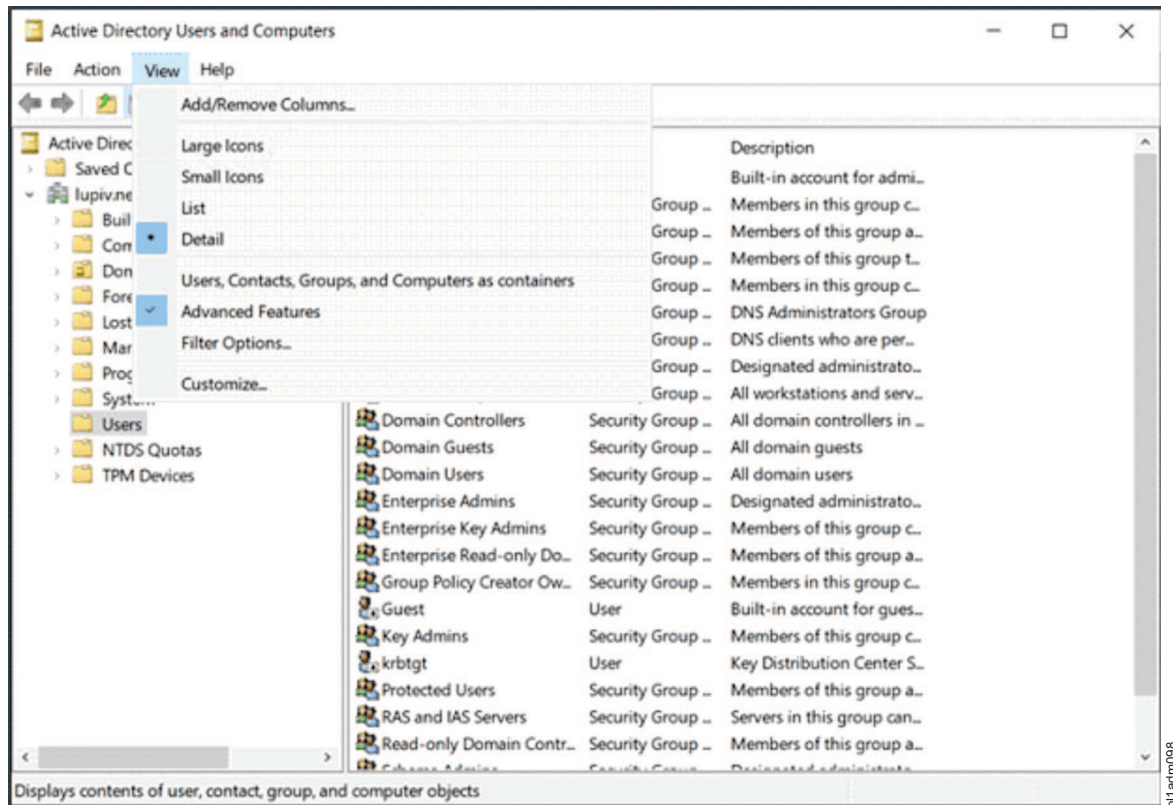 Active Directory Users and Computers
File Action View Help
Add/Remove Columns...
Large Icons
Small Icons
List
Detail
Users, Contacts, Groups, and Computers as containers
Advanced Features
Filter Options...
Customize...
Active Direc
Saved C
lupiv.ne
Buil
Com
Dom
Fore
Lost
Mar
Prog
Syst
Users
NTDS Quotas
TPM Devices
Description
Built-in account for admi...
Group ... Members in this group c...
Group ... Members of this group a...
Group ... Members of this group t...
Group ... Members in this group c...
Group ... DNS Administrators Group
Group ... DNS clients who are per...
Group ... Designated administrato...
Group ... All workstations and serv...
Domain Controllers Security Group ... All domain controllers in ...
Domain Guests Security Group ... All domain guests
Domain Users Security Group ... All domain users
Enterprise Admins Security Group ... Designated administrato...
Enterprise Key Admins Security Group ... Members of this group c...
Enterprise Read-only Do... Security Group ... Members of this group a...
Group Policy Creator Ow... Security Group ... Members in this group c...
Guest User Built-in account for gues...
Key Admins Security Group ... Members of this group c...
krbtgt User Key Distribution Center S...
Protected Users Security Group ... Members of this group a...
RAS and IAS Servers Security Group ... Servers in this group can...
Read-only Domain Contr... Security Group ... Members of this group a...
Schema Admins Security Group Designated administrato...
Displays contents of user, contact, group, and computer objects